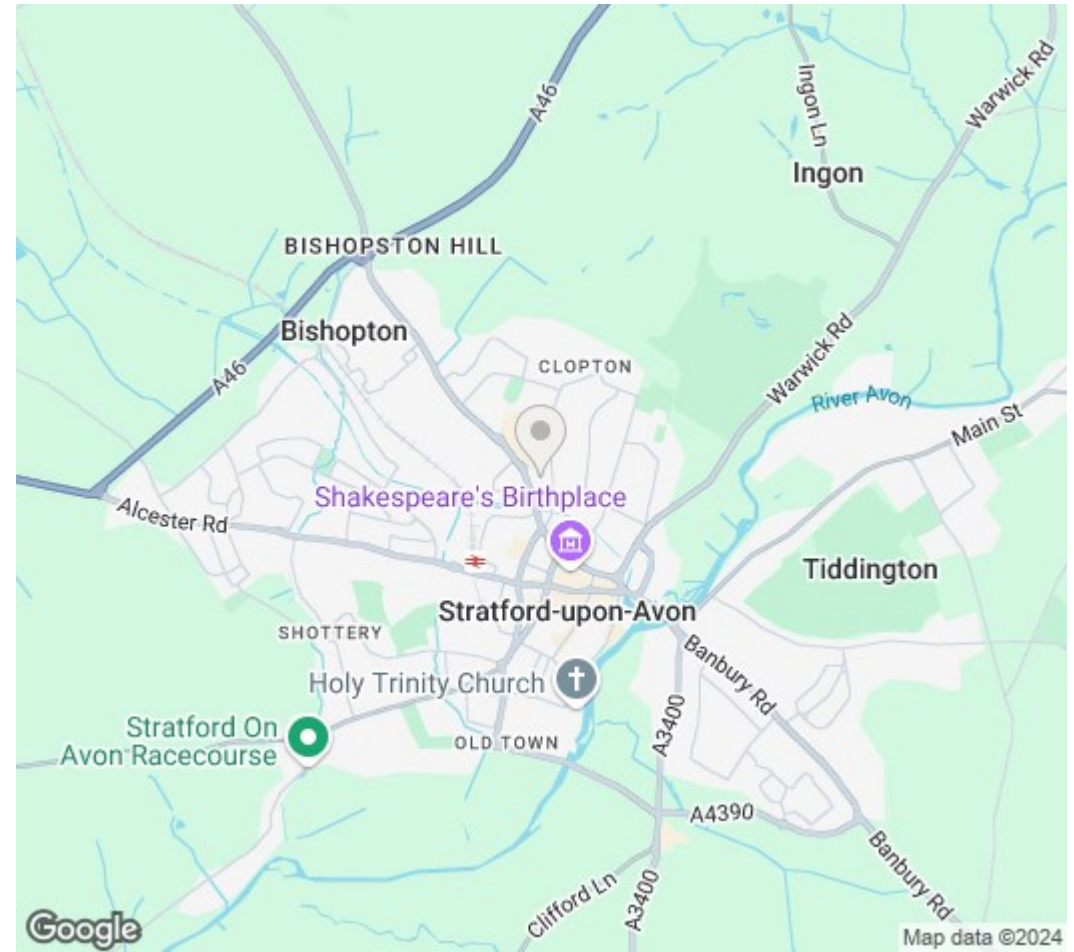 A46
Ingon Ln
Warwick Rd
Ingon
BISHOPSTON HILL
Bishopton
A46
CLOPTON
Warwick Rd
River Avon
Main St
Alcester Rd
Shakespeare's Birthplace
Tiddington
Stratford-upon-Avon
SHOTTERY
Banbury Rd
Holy Trinity Church
A3400
Stratford On
Avon Racecourse
OLD TOWN
A4390
Banbury Rd
Clifford Ln
A3400
Google
Map data ©2024